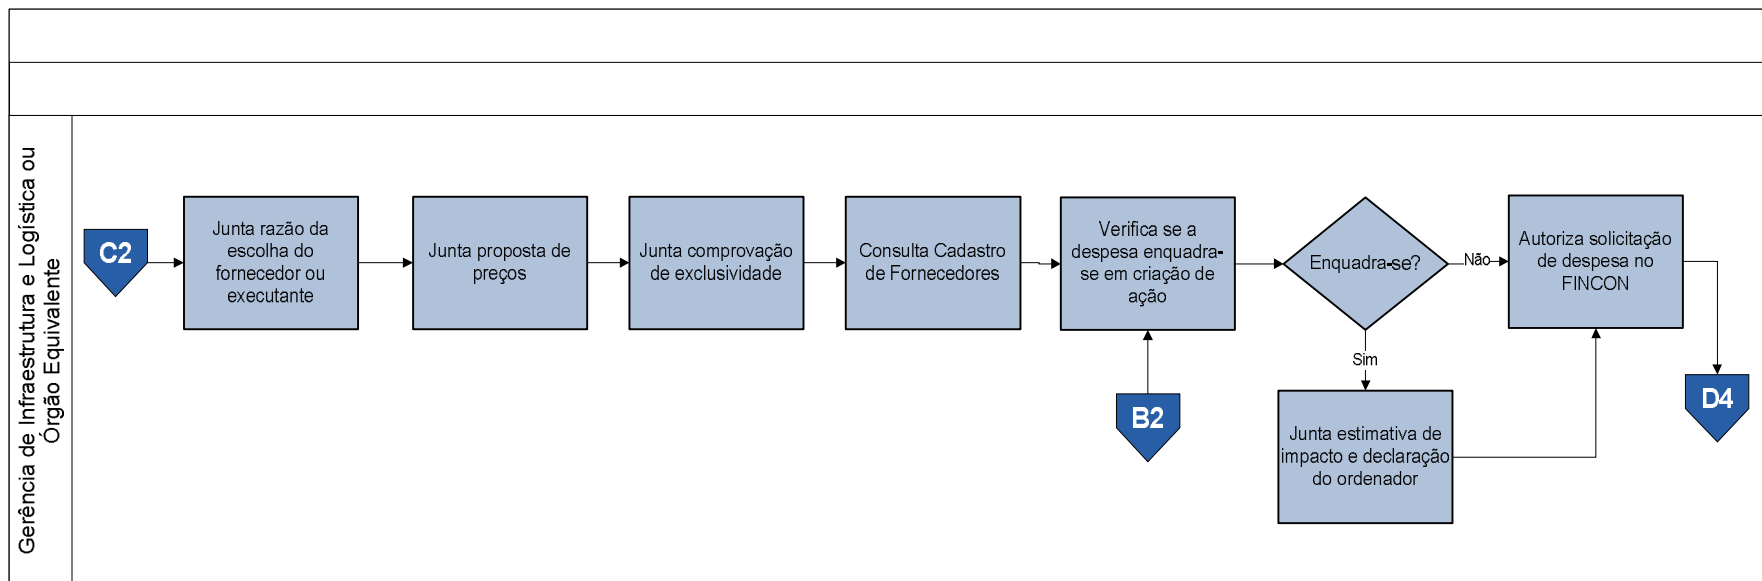 Gerência de Infraestrutura e Logística ou
Órgão Equivalente
C2
Junta razão da
escolha do
fornecedor ou
executante
Junta proposta de
preços
Junta comprovação
de exclusividade
Consulta Cadastro
de Fornecedores
Verifica se a
despesa enquadra-
se em criação de
ação
Enquadra-se?
Não
Autoriza solicitação
de despesa no
FINCON
Sim
B2
Junta estimativa de
impacto e declaração
do ordenador
D4